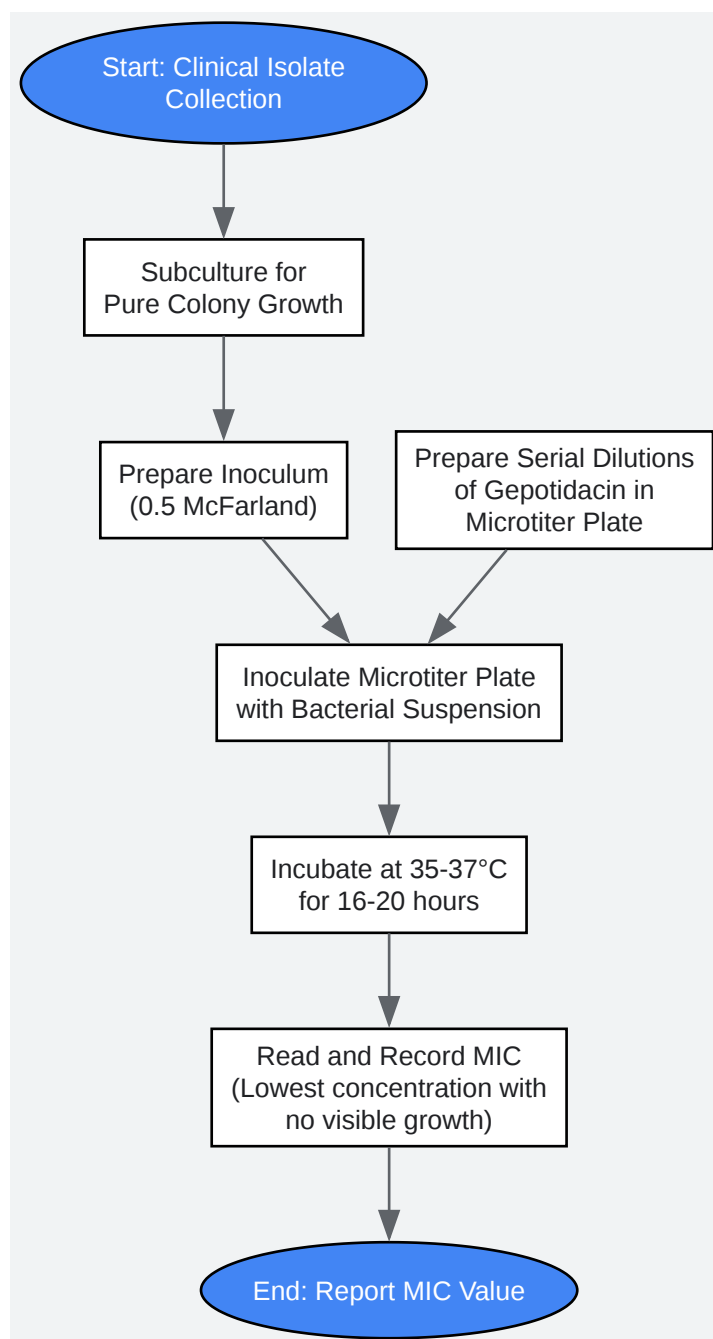 Start: Clinical Isolate
Collection
Subculture for
Pure Colony Growth
Prepare Inoculum
(0.5 McFarland)
Prepare Serial Dilutions
of Gepotidacin in
Microtiter Plate
Inoculate Microtiter Plate
with Bacterial Suspension
Incubate at 35-37°C
for 16-20 hours
Read and Record MIC
(Lowest concentration with
no visible growth)
End: Report MIC Value